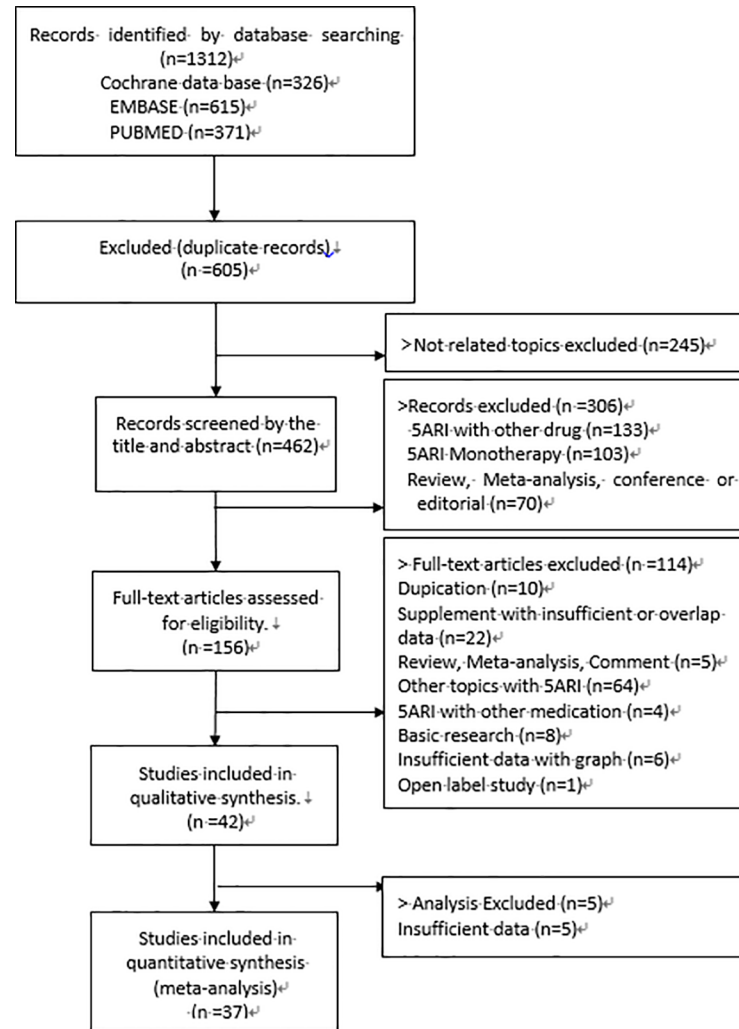 Records identified by database searching
(n=1312)↵
Cochrane data base (n=326)↵
EMBASE (n=615)↵
PUBMED (n=371)↵
Excluded (duplicate records)↓
(n =605)↵
>Not related topics excluded (n=245)↵
Records screened by the
title and abstract (n=462)↵
>Records excluded (n =306)↵
5ARI with other drug (n=133)↵
5ARI Monotherapy (n=103)↵
Review, Meta-analysis, conference or
editorial (n=70)↵
Full-text articles assessed
for eligibility.↓
(n =156)↵
> Full-text articles excluded (n =114)↵
Dupication (n=10)↵
Supplement with insufficient or overlap
data (n=22)↵
Review, Meta-analysis, Comment (n=5)↵
Other topics with 5ARI (n=64)↵
5ARI with other medication (n=4)↵
Basic research (n=8)↵
Insufficient data with graph (n=6)↵
Open label study (n=1)↵
Studies included in
qualitative synthesis.↓
(n =42)↵
> Analysis Excluded (n=5)↵
Insufficient data (n=5)↵
Studies included in
quantitative synthesis
(meta-analysis)↵
(n =37)↵